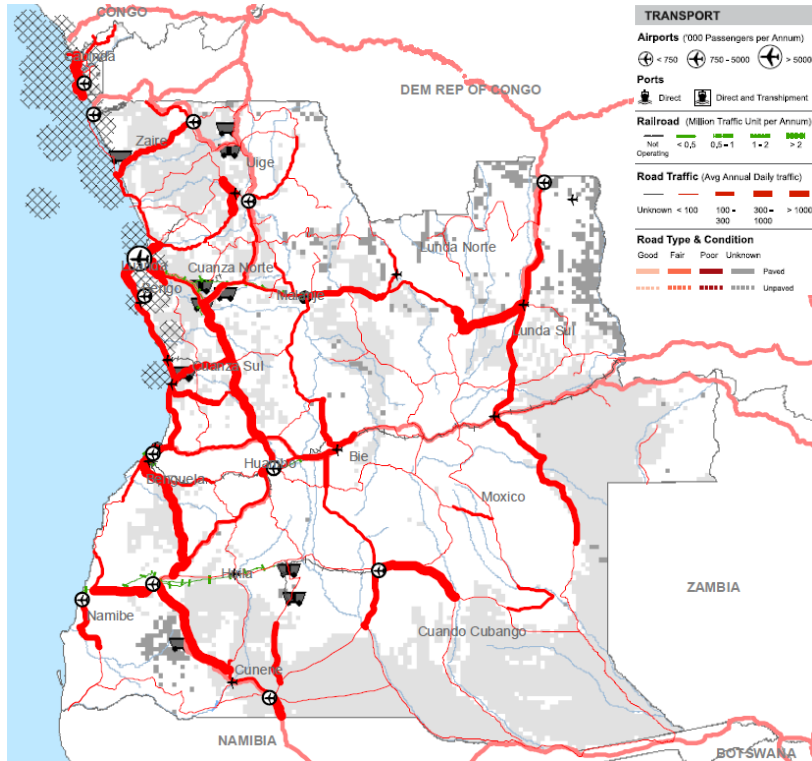 CONGO
Cabinda
DEM REP OF CONGO
Zaire
Uige
Lunda Norte
Luanda
Cuanza Norte
Bengo
Malanje
Lunda Sul
Cuanza Sul
Huambo
Bie
Benguela
Moxico
Huila
ZAMBIA
Namibe
Cuando Cubango
Cunene
NAMIBIA
BOTSWANA
TRANSPORT
Airports ('000 Passengers per Annum)
< 750
750 - 5000
> 5000
Ports
Direct
Direct and Transhipment
Railroad (Million Traffic Unit per Annum)
Not Operating
< 0,5
0,5 – 1
1 - 2
> 2
Road Traffic (Avg Annual Daily traffic)
Unknown
< 100
100 - 300
300 - 1000
> 1000
Road Type & Condition
Good Fair Poor Unknown
Paved
Unpaved